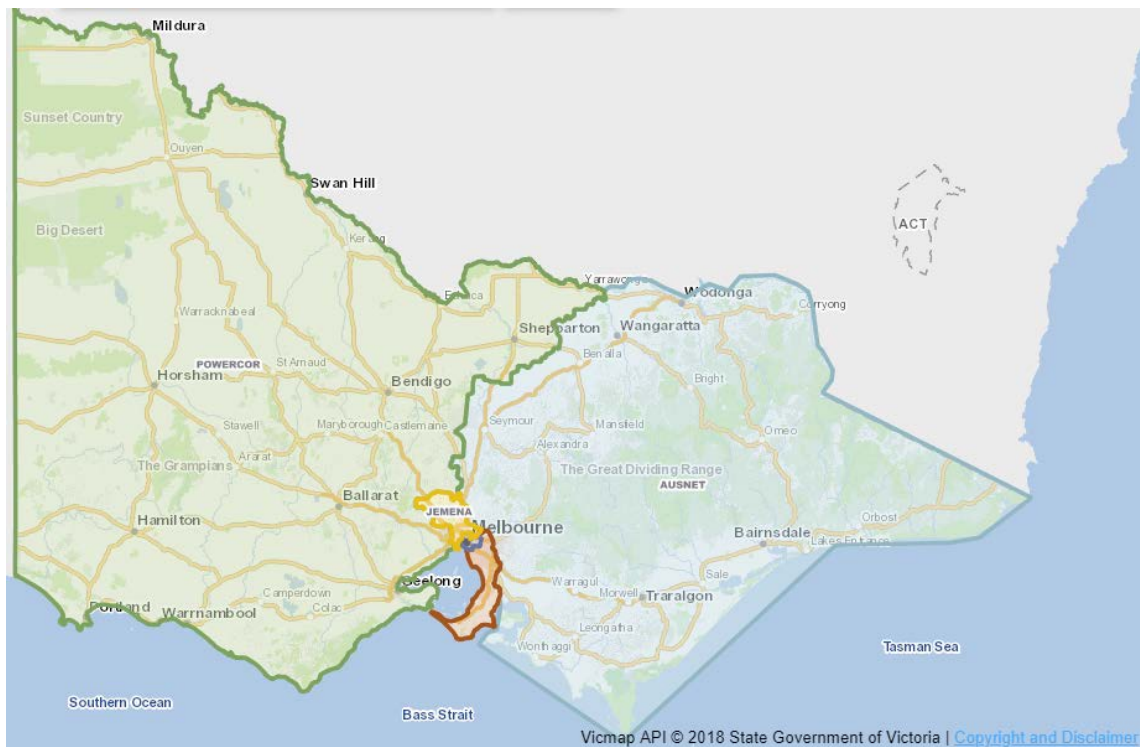 Mildura
Sunset Country
Ouyen
Swan Hill
ACT
Big Desert
Kerang
Yarrawonga
Echuca
Wodonga
Corryong
Warracknabeal
Shepparton
Wangaratta
Benalla
POWERCOR
St Arnaud
Horsham
Bendigo
Bright
Stawell
Maryborough
Castlemaine
Seymour
Mansfield
Omeo
Alexandra
Ararat
The Grampians
The Great Dividing Range
AUSNET
Ballarat
JEMENA
Hamilton
Melbourne
Orbost
Bairnsdale
Lakes Entrance
Geelong
Warragul
Sale
Camperdown
Morwell
Traralgon
Portland
Warrnambool
Colac
Leongatha
Wonthaggi
Tasman Sea
Southern Ocean
Bass Strait
Vicmap API © 2018 State Government of Victoria | Copyright and Disclaimer